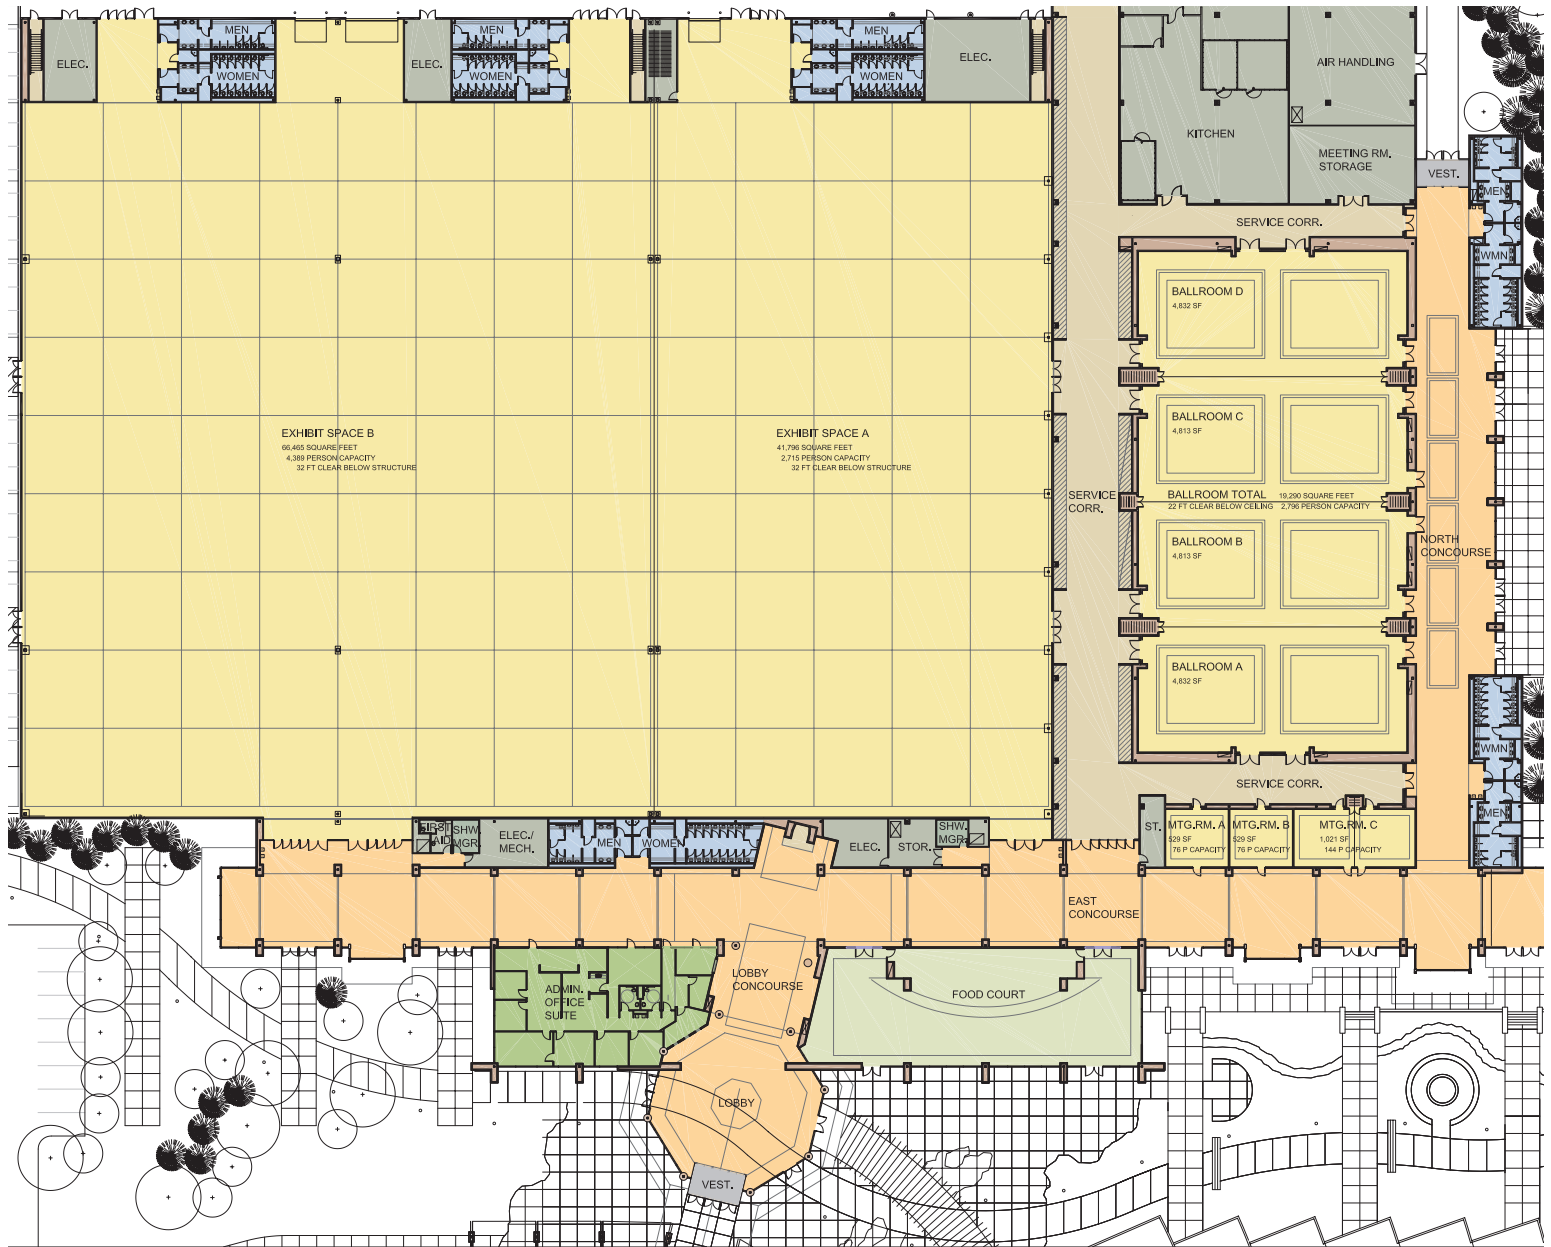 MEN
MEN
MEN
ELEC.
ELEC.
ELEC.
WOMEN
WOMEN
WOMEN
AIR HANDLING
KITCHEN
MEETING RM.
STORAGE
VEST.
MEN
SERVICE CORR.
WMN
BALLROOM D
4,832 SF
BALLROOM C
4,813 SF
EXHIBIT SPACE B
66,465 SQUARE FEET
4,389 PERSON CAPACITY
32 FT CLEAR BELOW STRUCTURE
EXHIBIT SPACE A
41,796 SQUARE FEET
2,715 PERSON CAPACITY
32 FT CLEAR BELOW STRUCTURE
SERVICE
CORR.
BALLROOM TOTAL 19,290 SQUARE FEET
22 FT CLEAR BELOW CEILING 2,796 PERSON CAPACITY
BALLROOM B
4,813 SF
NORTH
CONCOURSE
BALLROOM A
4,832 SF
WMN
SERVICE CORR.
MEN
FIRST
AID
SHW.
MGR.
ELEC./
MECH.
MEN
WOMEN
ELEC.
STOR.
SHW.
MGR.
ST.
MTG.RM. A
529 SF
76 P CAPACITY
MTG.RM. B
529 SF
76 P CAPACITY
MTG.RM. C
1,021 SF
144 P CAPACITY
EAST
CONCOURSE
LOBBY
CONCOURSE
ADMIN.
OFFICE
SUITE
FOOD COURT
LOBBY
VEST.